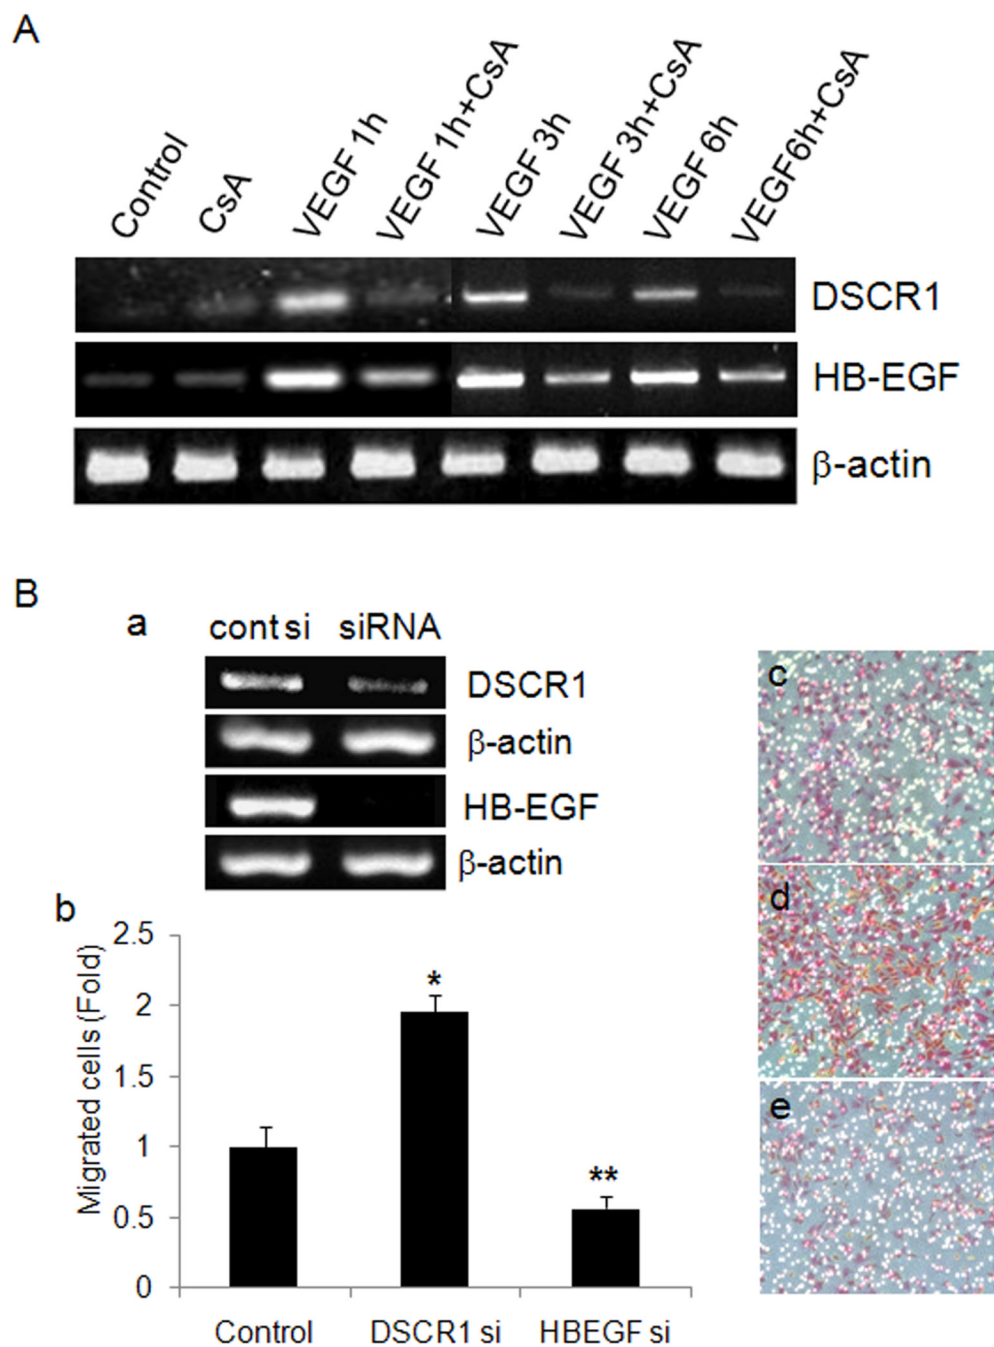 A
Control
CsA
VEGF 1h
VEGF 1h+CsA
VEGF 3h
VEGF 3h+CsA
VEGF 6h
VEGF6h+CsA
DSCR1
HB-EGF
β-actin
B
a
cont si siRNA
DSCR1
β-actin
HB-EGF
β-actin
b
Migrated cells (Fold)
2.5
2
1.5
1
0.5
0
*
**
Control DSCR1 si HBEGF si
c
d
e